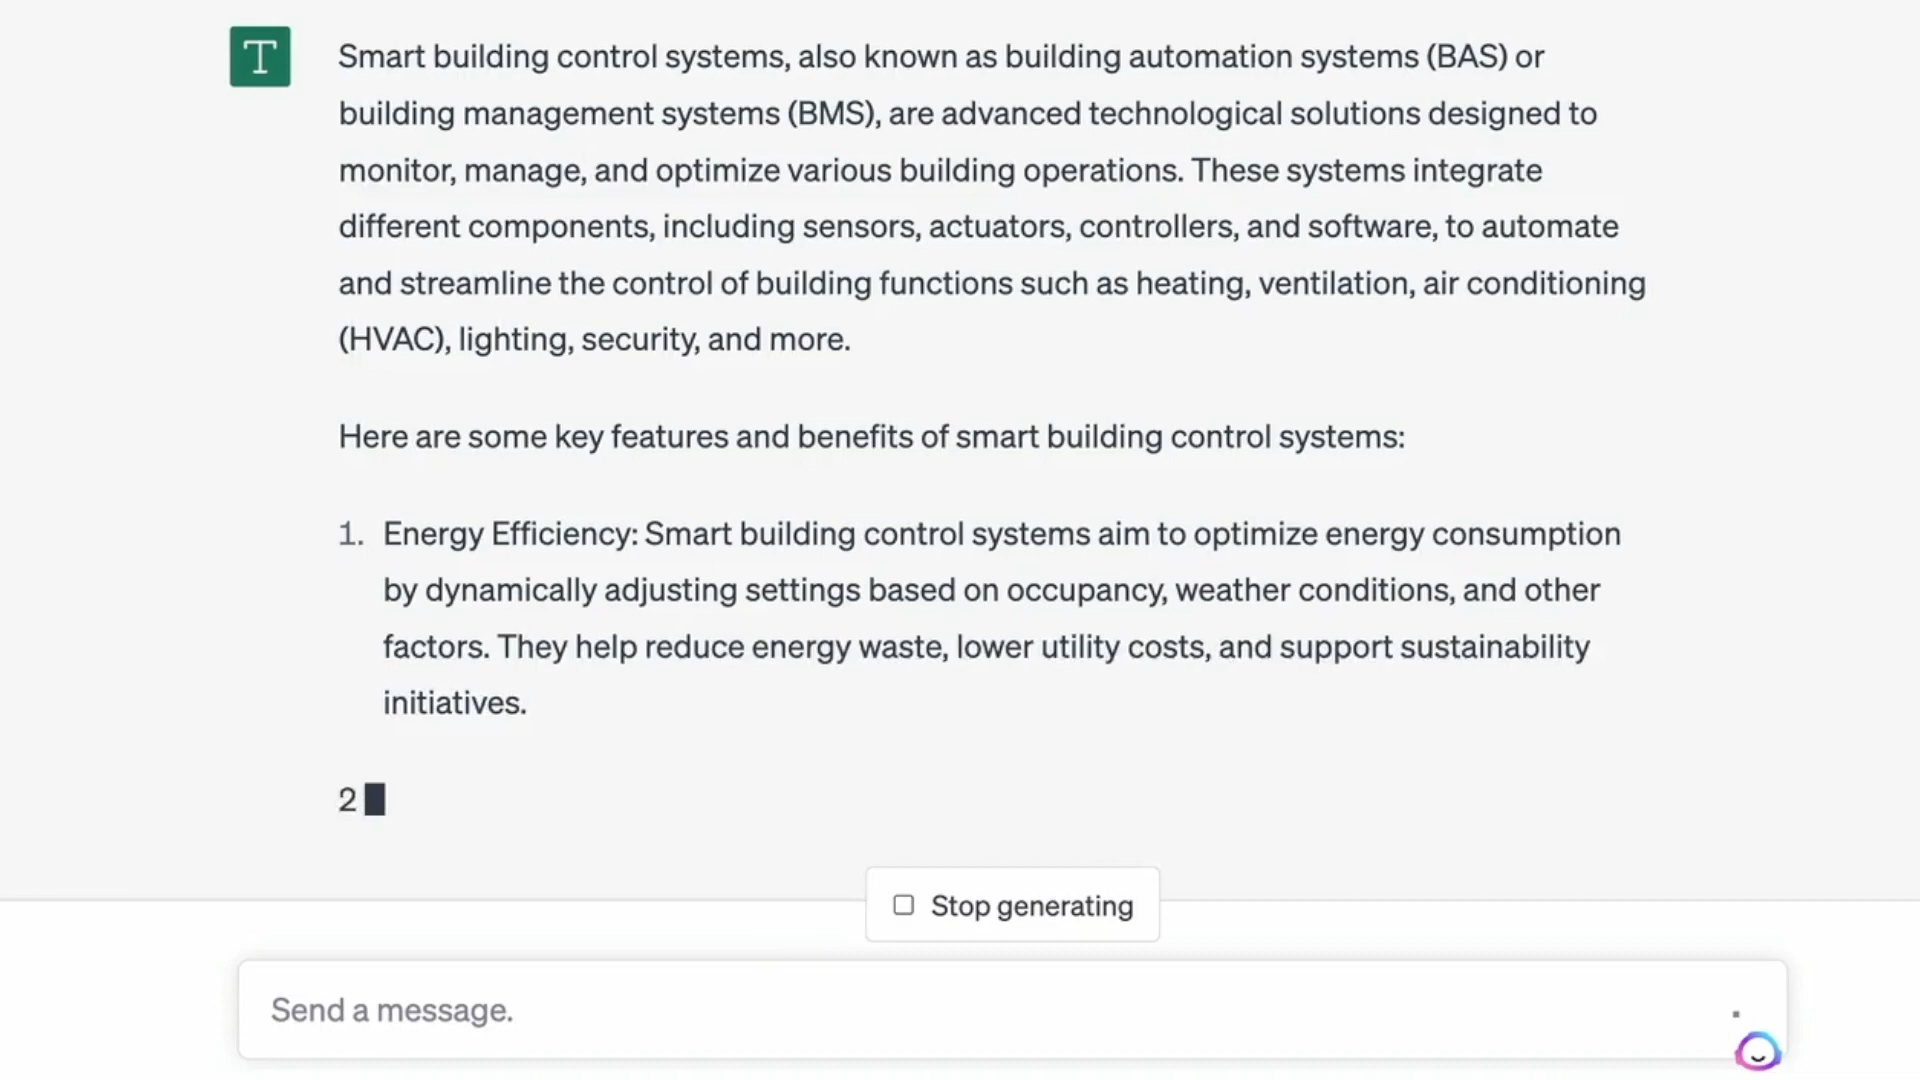 T
Smart building control systems, also known as building automation systems (BAS) or
building management systems (BMS), are advanced technological solutions designed to
monitor, manage, and optimize various building operations. These systems integrate
different components, including sensors, actuators, controllers, and software, to automate
and streamline the control of building functions such as heating, ventilation, air conditioning
(HVAC), lighting, security, and more.
Here are some key features and benefits of smart building control systems:
1. Energy Efficiency: Smart building control systems aim to optimize energy consumption
by dynamically adjusting settings based on occupancy, weather conditions, and other
factors. They help reduce energy waste, lower utility costs, and support sustainability
initiatives.
2
Stop generating
Send a message.